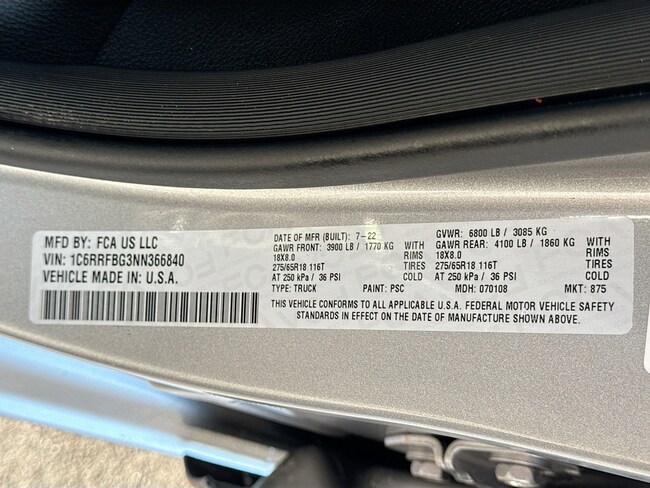 MFD BY: FCA US LLC
VIN: 1C6RRFBG3NN366840
VEHICLE MADE IN: U.S.A.
DATE OF MFR (BUILT): 7-22 GVWR: 6800 LB / 3085 KG
GAWR FRONT: 3900 LB / 1770 KG WITH GAWR REAR: 4100 LB / 1860 KG WITH
18X8.0 RIMS 18X8.0 RIMS
275/65R18 116T TIRES 275/65R18 116T TIRES
AT 250 kPa / 36 PSI COLD AT 250 kPa / 36 PSI COLD
TYPE: TRUCK PAINT: PSC MDH: 070108 MKT: 875
THIS VEHICLE CONFORMS TO ALL APPLICABLE U.S.A. FEDERAL MOTOR VEHICLE SAFETY
STANDARDS IN EFFECT ON THE DATE OF MANUFACTURE SHOWN ABOVE.